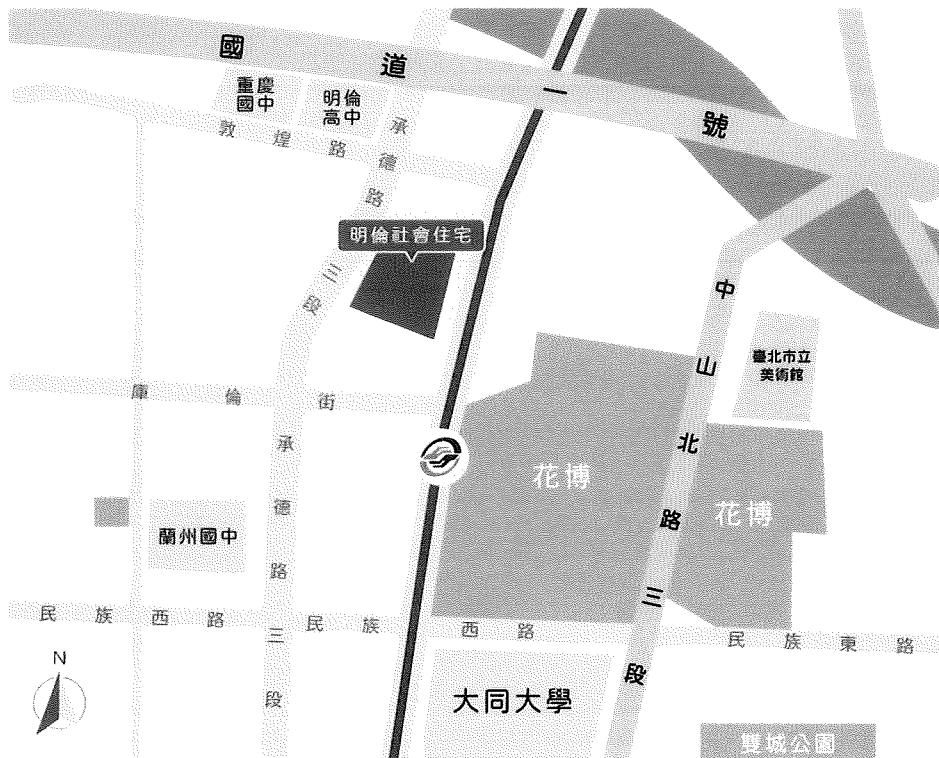 國道一號
重慶
國中
明倫
高中
敦煌路
承德路三段
明倫社會住宅
中山北路三段
臺北市立
美術館
庫倫街
承德路三段
花博
花博
蘭州國中
民族西路
民族西路
民族東路
N
大同大學
雙城公園